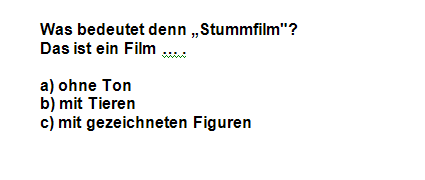 Was bedeutet denn „Stummfilm"?
Das ist ein Film ... .
a) ohne Ton
b) mit Tieren
c) mit gezeichneten Figuren